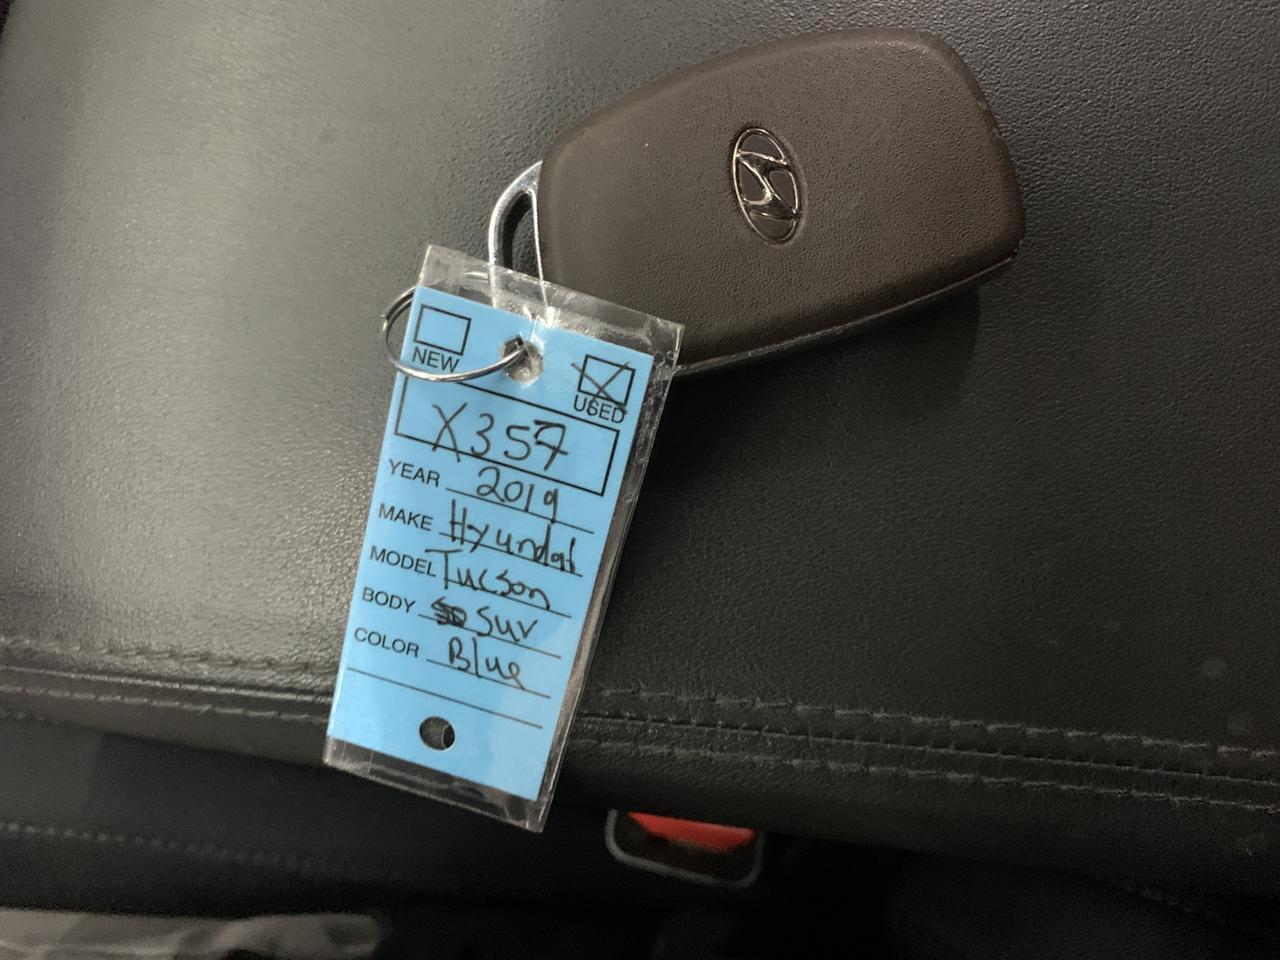 NEW
USED
X357
YEAR 2019
MAKE Hyundai
MODEL Tucson
BODY SUV
COLOR Blue